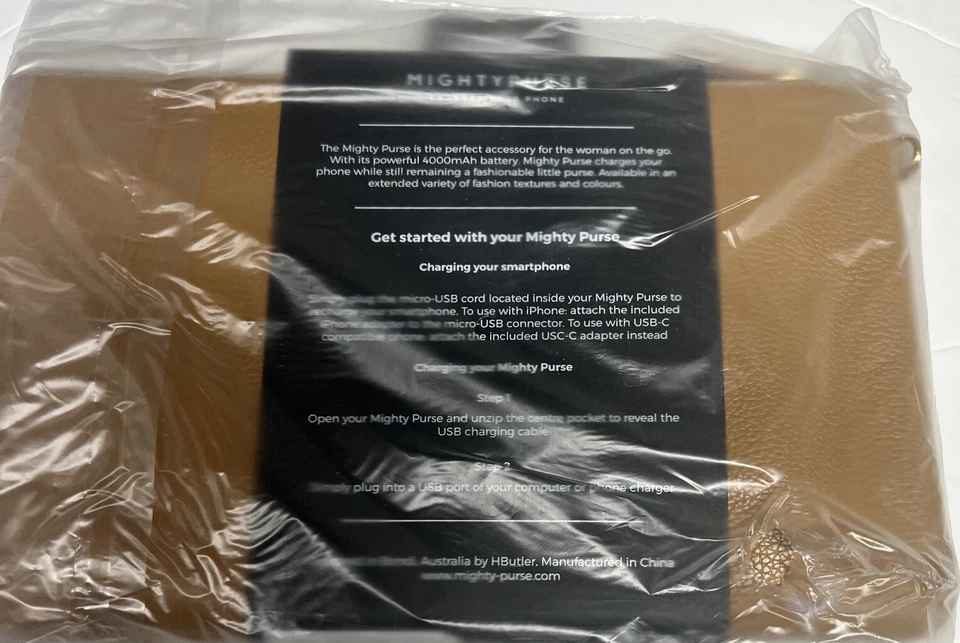 MIGHTYPURSE
PHONE
The Mighty Purse is the perfect accessory for the woman on the go.
With its powerful 4000mAh battery. Mighty Purse charges your
phone while still remaining a fashionable little purse. Available in an
extended variety of fashion textures and colours.
Get started with your Mighty Purse
Charging your smartphone
Simply plug the micro-USB cord located inside your Mighty Purse to
recharge your smartphone. To use with iPhone: attach the included
iPhone adapter to the micro-USB connector. To use with USB-C
compatible phone attach the included USC-C adapter instead
Charging your Mighty Purse
Step 1
Open your Mighty Purse and unzip the centre pocket to reveal the
USB charging cable
Step 2
Simply plug into a USB port of your computer or phone charger
Australia by HButler. Manufactured in China
www.mighty-purse.com